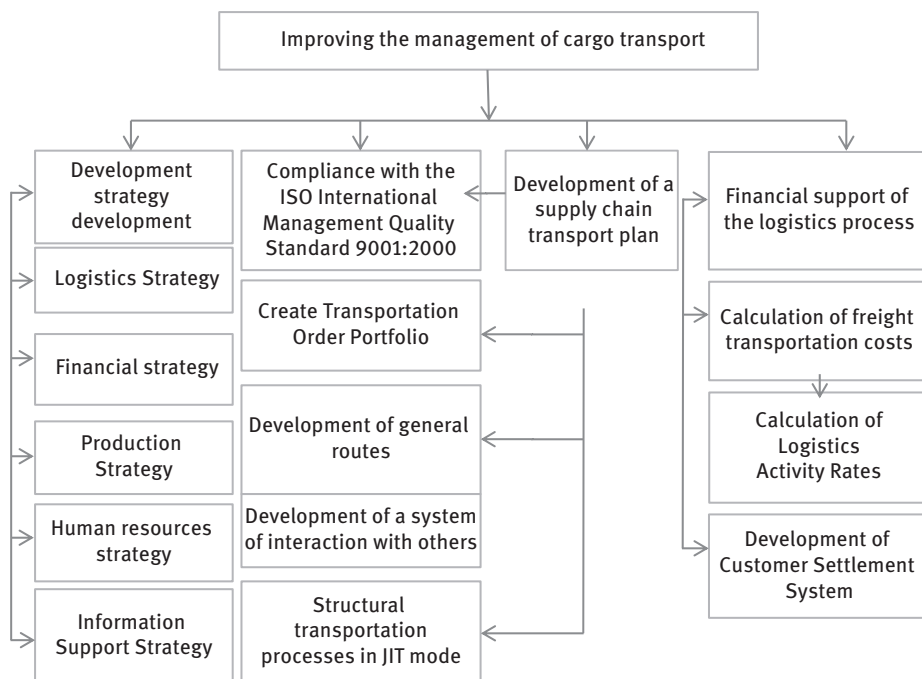 Improving the management of cargo transport
Development
strategy
development
Logistics Strategy
Financial strategy
Production
Strategy
Human resources
strategy
Information
Support Strategy
Compliance with the
ISO International
Management Quality
Standard 9001:2000
Create Transportation
Order Portfolio
Development of general
routes
Development of a system
of interaction with others
Structural
transportation
processes in JIT mode
Development of a
supply chain
transport plan
Financial support of
the logistics process
Calculation of freight
transportation costs
Calculation of
Logistics
Activity Rates
Development of
Customer Settlement
System